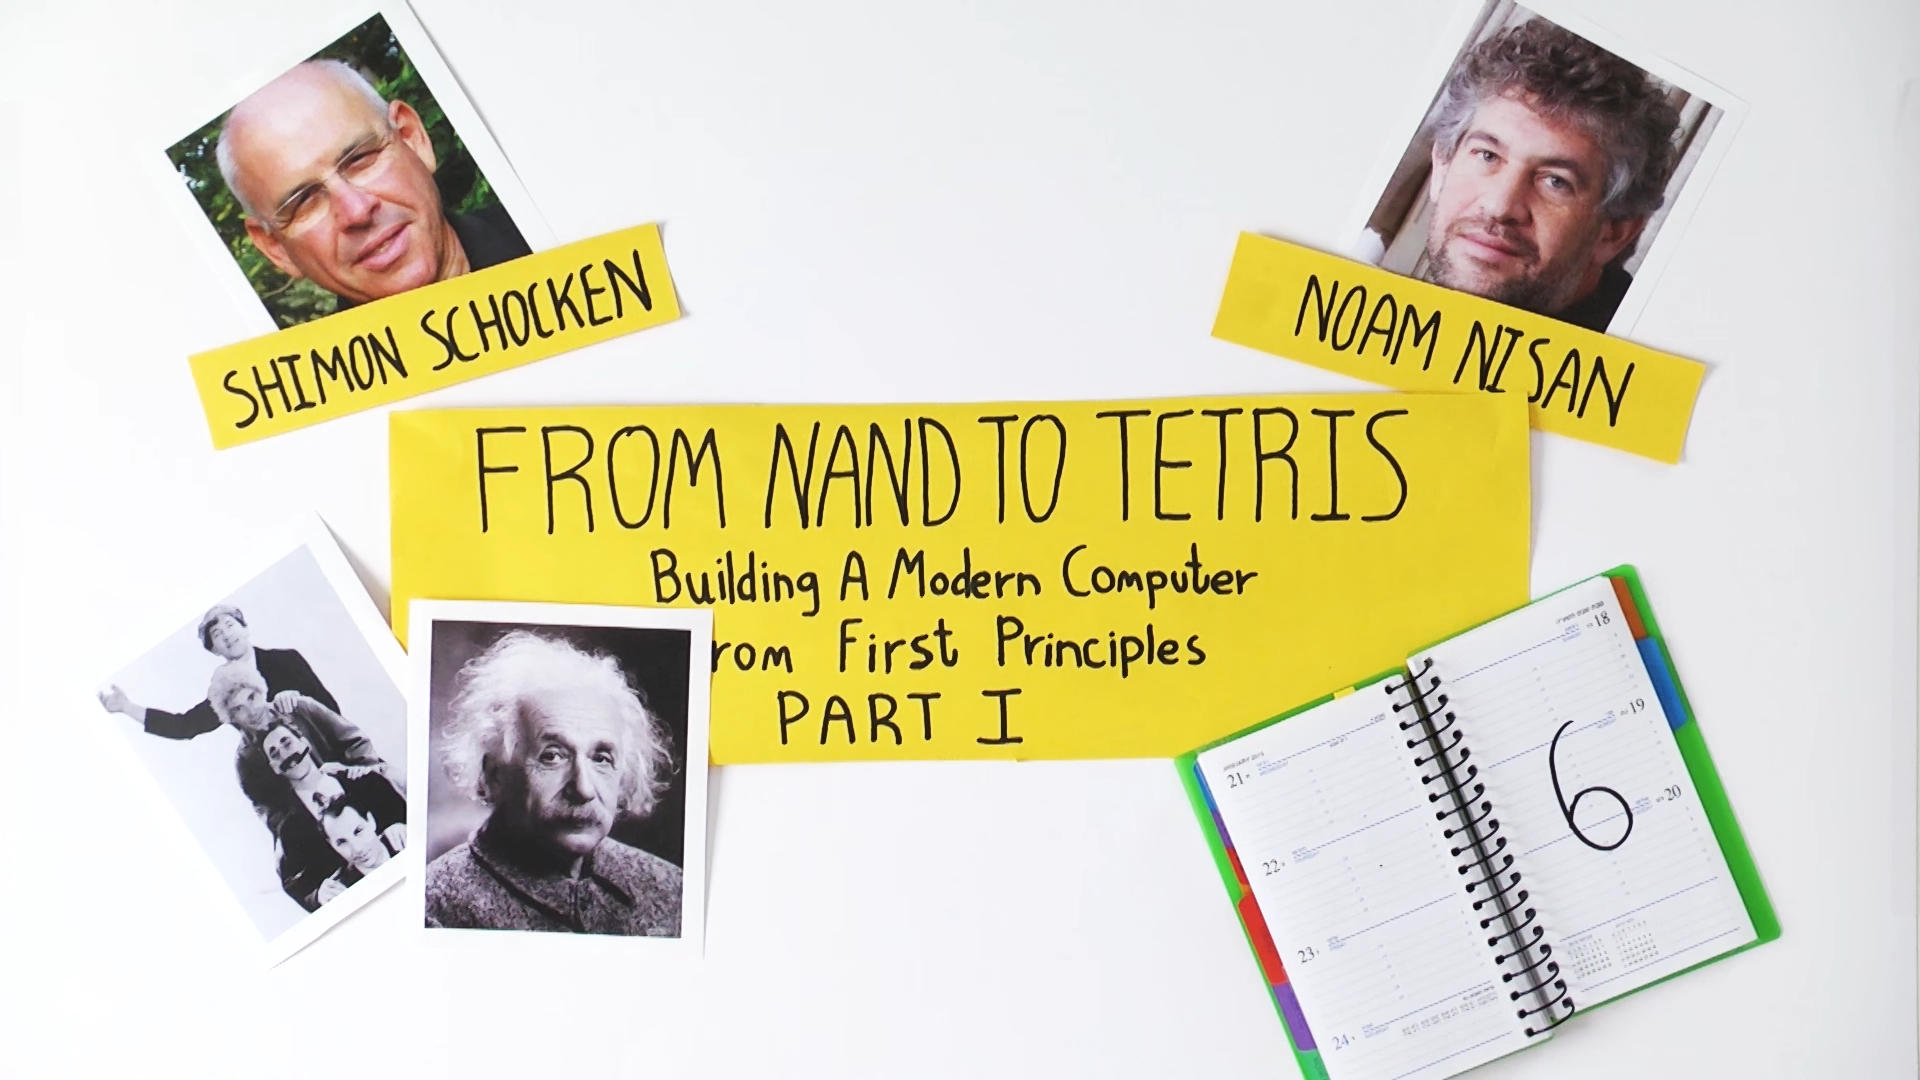 SHIMON SCHOCKEN
NOAM NISAN
FROM NAND TO TETRIS
Building A Modern Computer
rom First Principles
PART I
18
19
20
6
21
22
23
24